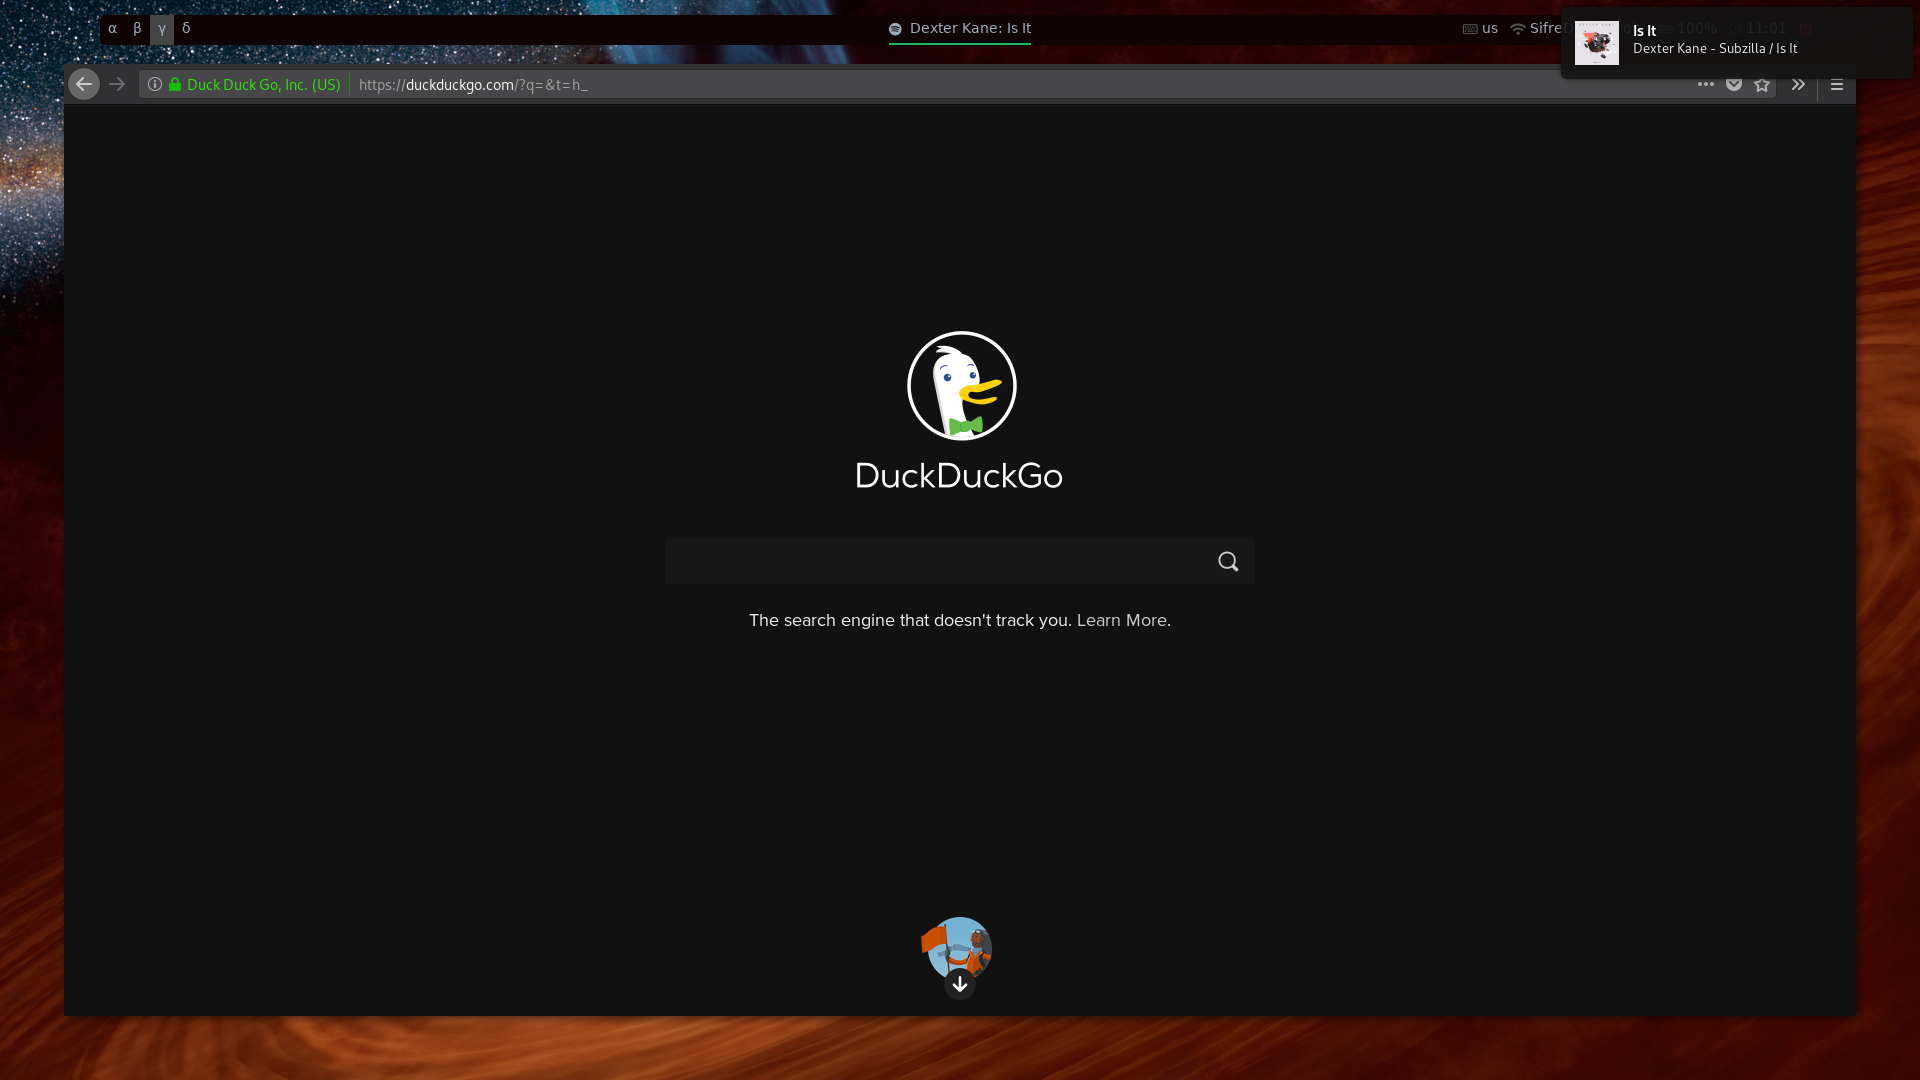 α β γ δ
Dexter Kane: Is It
us
100% 11:01
Is It
Dexter Kane - Subzilla / Is It
Duck Duck Go, Inc. (US) https://duckduckgo.com/?q=&t=h_
DuckDuckGo
The search engine that doesn't track you. Learn More.